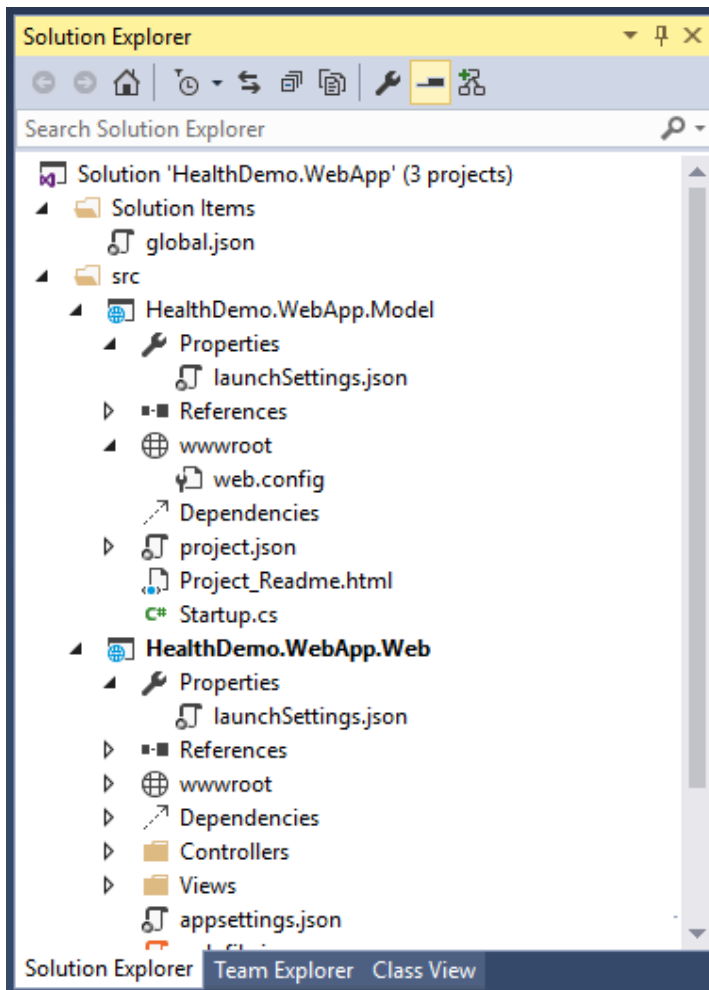 Solution Explorer
Search Solution Explorer
Solution 'HealthDemo.WebApp' (3 projects)
Solution Items
global.json
src
HealthDemo.WebApp.Model
Properties
launchSettings.json
References
wwwroot
web.config
Dependencies
project.json
Project_Readme.html
C# Startup.cs
HealthDemo.WebApp.Web
Properties
launchSettings.json
References
wwwroot
Dependencies
Controllers
Views
appsettings.json
Solution Explorer Team Explorer Class View